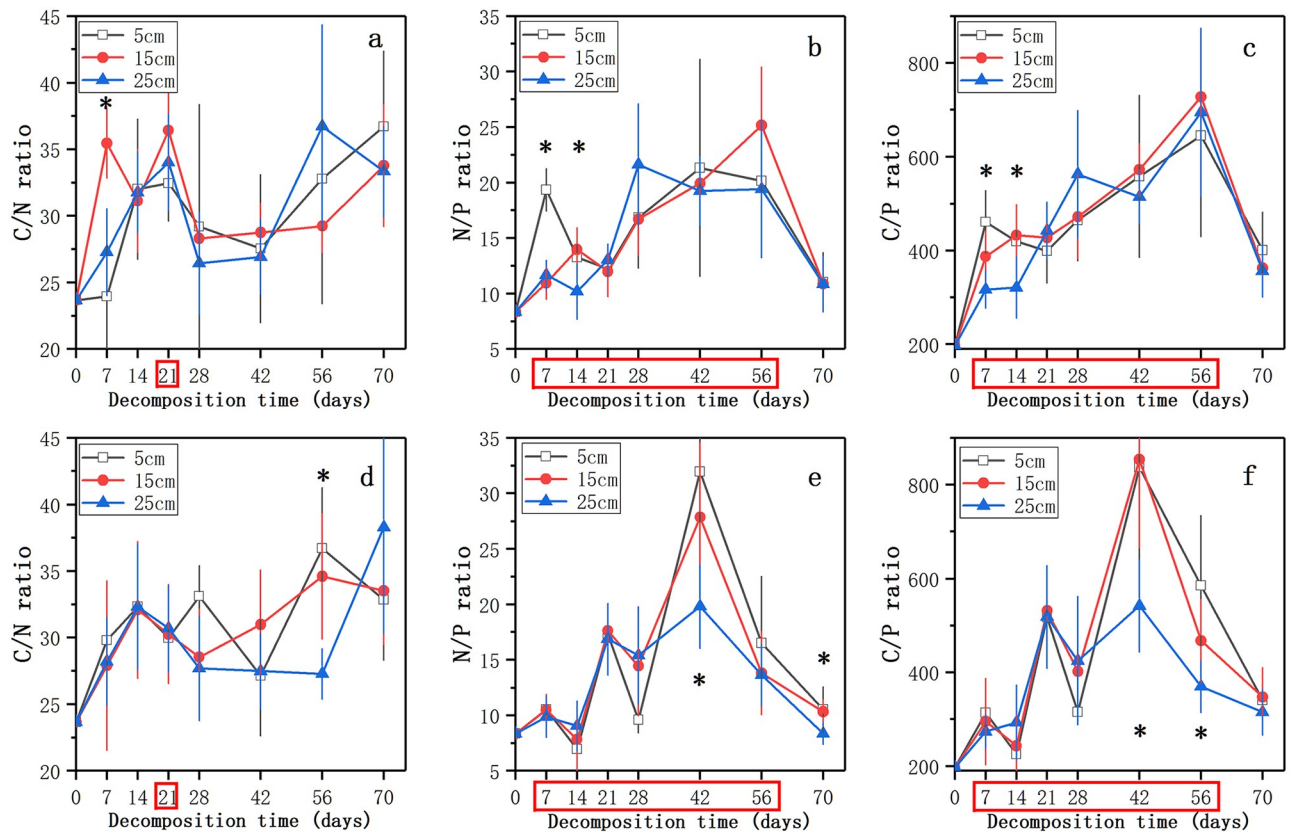 a
5cm
15cm
25cm
*
C/N ratio
45
40
35
30
25
20
0 7 14 21 28 42 56 70
Decomposition time (days)
b
5cm
15cm
25cm
* *
N/P ratio
35
30
25
20
15
10
5
0 7 14 21 28 42 56 70
Decomposition time (days)
c
5cm
15cm
25cm
* *
C/P ratio
800
600
400
200
0 7 14 21 28 42 56 70
Decomposition time (days)
d
5cm
15cm
25cm
*
C/N ratio
45
40
35
30
25
20
0 7 14 21 28 42 56 70
Decomposition time (days)
e
5cm
15cm
25cm
*
*
N/P ratio
35
30
25
20
15
10
5
0 7 14 21 28 42 56 70
Decomposition time (days)
f
5cm
15cm
25cm
* *
C/P ratio
800
600
400
200
0 7 14 21 28 42 56 70
Decomposition time (days)